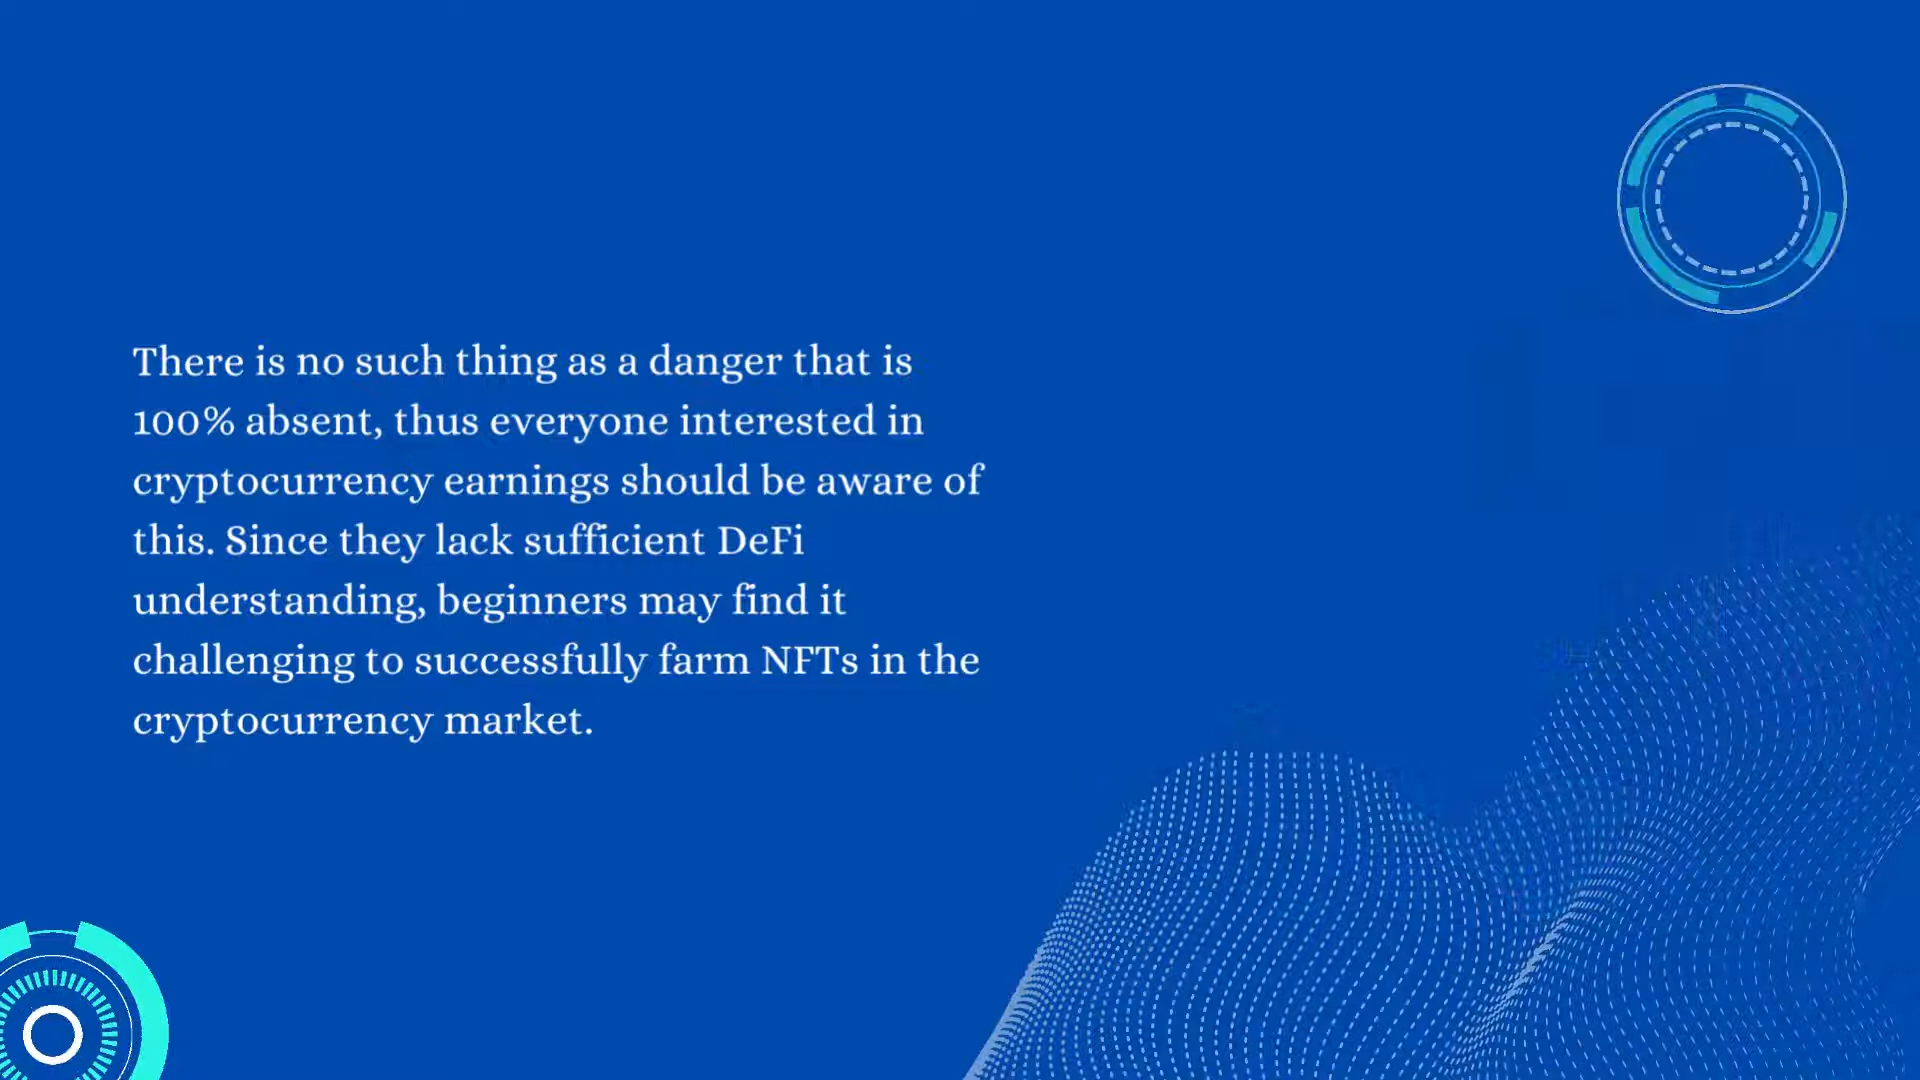 There is no such thing as a danger that is
100% absent, thus everyone interested in
cryptocurrency earnings should be aware of
this. Since they lack sufficient DeFi
understanding, beginners may find it
challenging to successfully farm NFTs in the
cryptocurrency market.